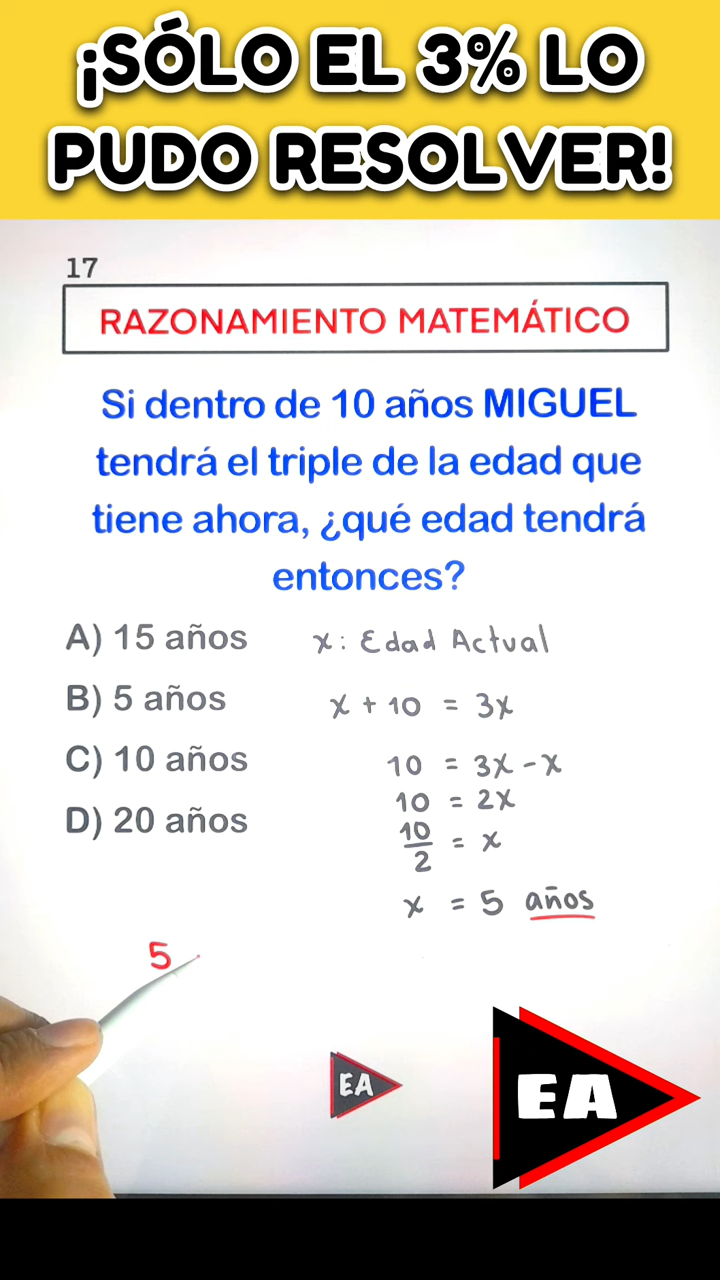 ¡SÓLO EL 3% LO
PUDO RESOLVER!
17
RAZONAMIENTO MATEMÁTICO
Si dentro de 10 años MIGUEL
tendrá el triple de la edad que
tiene ahora, ¿qué edad tendrá
entonces?
A) 15 años
B) 5 años
C) 10 años
D) 20 años
x : Edad Actual
x + 10 = 3x
10 = 3x - x
10 = 2x
10/2 = x
x = 5 años
5
EA
EA